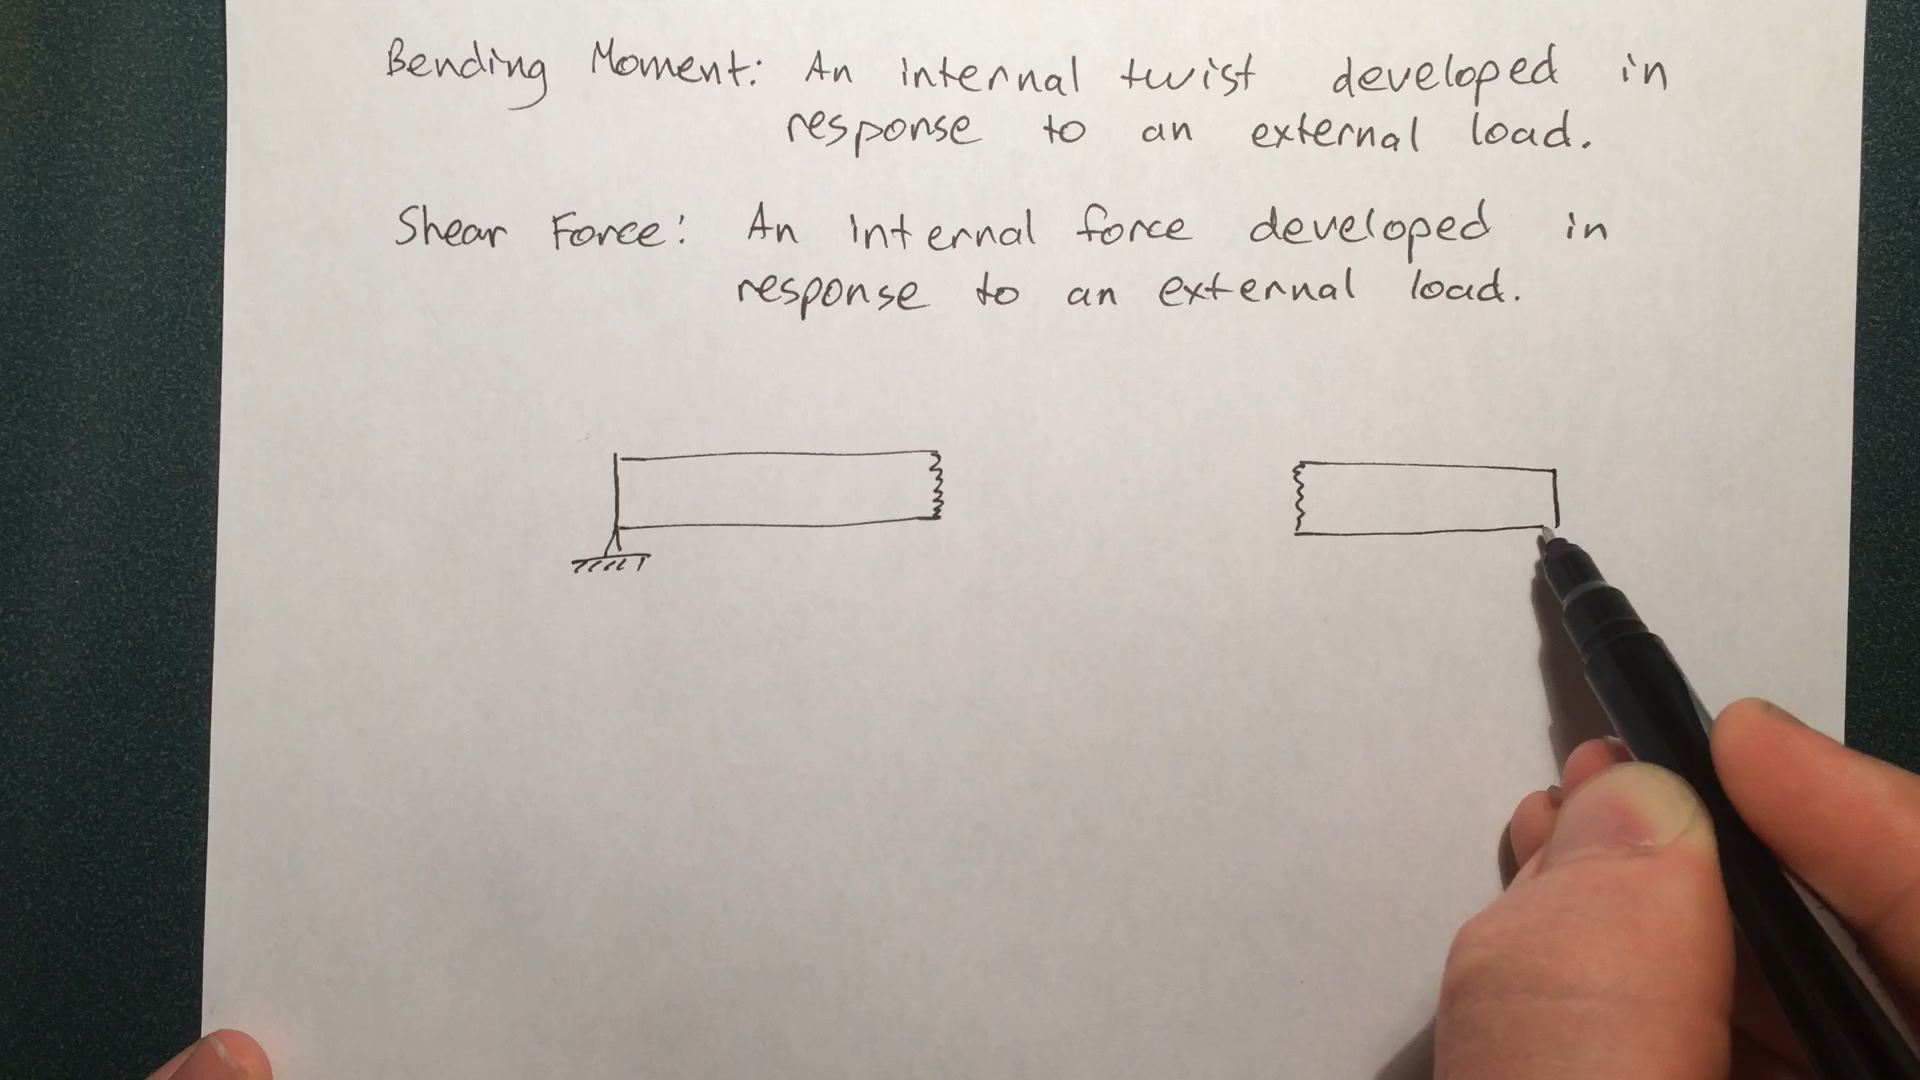 Bending Moment: An internal twist developed in
response to an external load.
Shear Force: An internal force developed in
response to an external load.